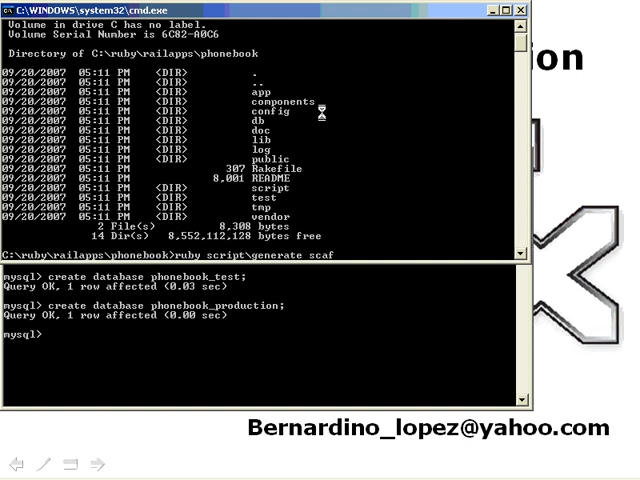 C:\WINDOWS\system32\cmd.exe
Volume in drive C has no label.
Volume Serial Number is 6C82-A0C6
Directory of C:\ruby\railapps\phonebook
09/20/2007 05:11 PM <DIR> .
09/20/2007 05:11 PM <DIR> ..
09/20/2007 05:11 PM <DIR> app
09/20/2007 05:11 PM <DIR> components
09/20/2007 05:11 PM <DIR> config
09/20/2007 05:11 PM <DIR> db
09/20/2007 05:11 PM <DIR> doc
09/20/2007 05:11 PM <DIR> lib
09/20/2007 05:11 PM <DIR> log
09/20/2007 05:11 PM <DIR> public
09/20/2007 05:11 PM 307 Rakefile
09/20/2007 05:11 PM 8,001 README
09/20/2007 05:11 PM <DIR> script
09/20/2007 05:11 PM <DIR> test
09/20/2007 05:11 PM <DIR> tmp
09/20/2007 05:11 PM <DIR> vendor
2 File(s) 8,308 bytes
14 Dir(s) 8,552,112,128 bytes free
C:\ruby\railapps\phonebook>ruby script\generate scaf
mysql> create database phonebook_test;
Query OK, 1 row affected (0.03 sec)
mysql> create database phonebook_production;
Query OK, 1 row affected (0.00 sec)
mysql>
ion
Bernardino_lopez@yahoo.com